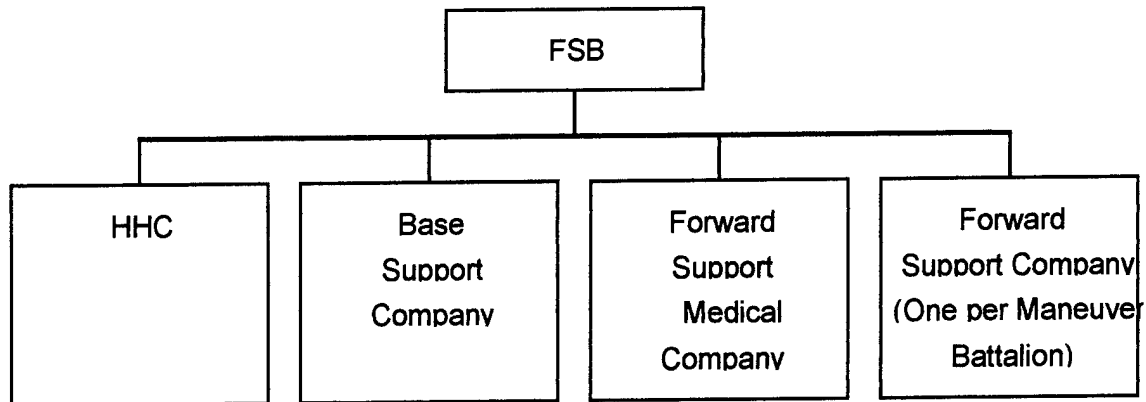 FSB
HHC
Base
Support
Company
Forward
Support
Medical
Company
Forward
Support Company
(One per Maneuver
Battalion)